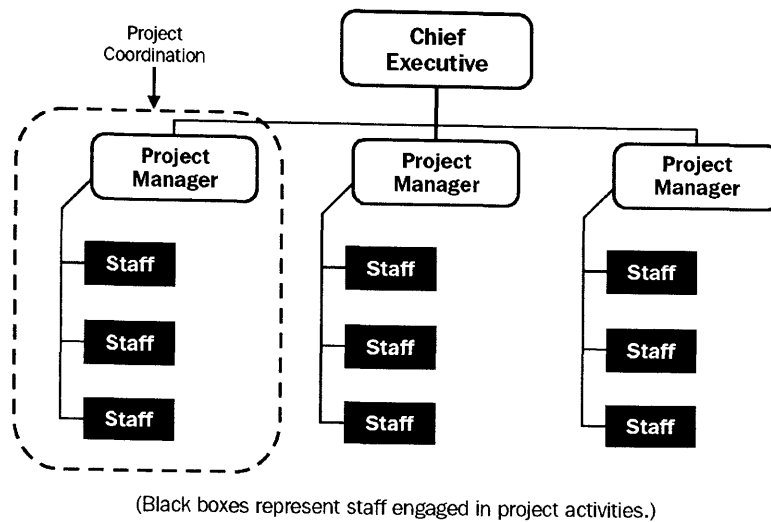 Project
Coordination
Chief
Executive
Project
Manager
Project
Manager
Project
Manager
Staff
Staff
Staff
Staff
Staff
Staff
Staff
Staff
Staff
(Black boxes represent staff engaged in project activities.)